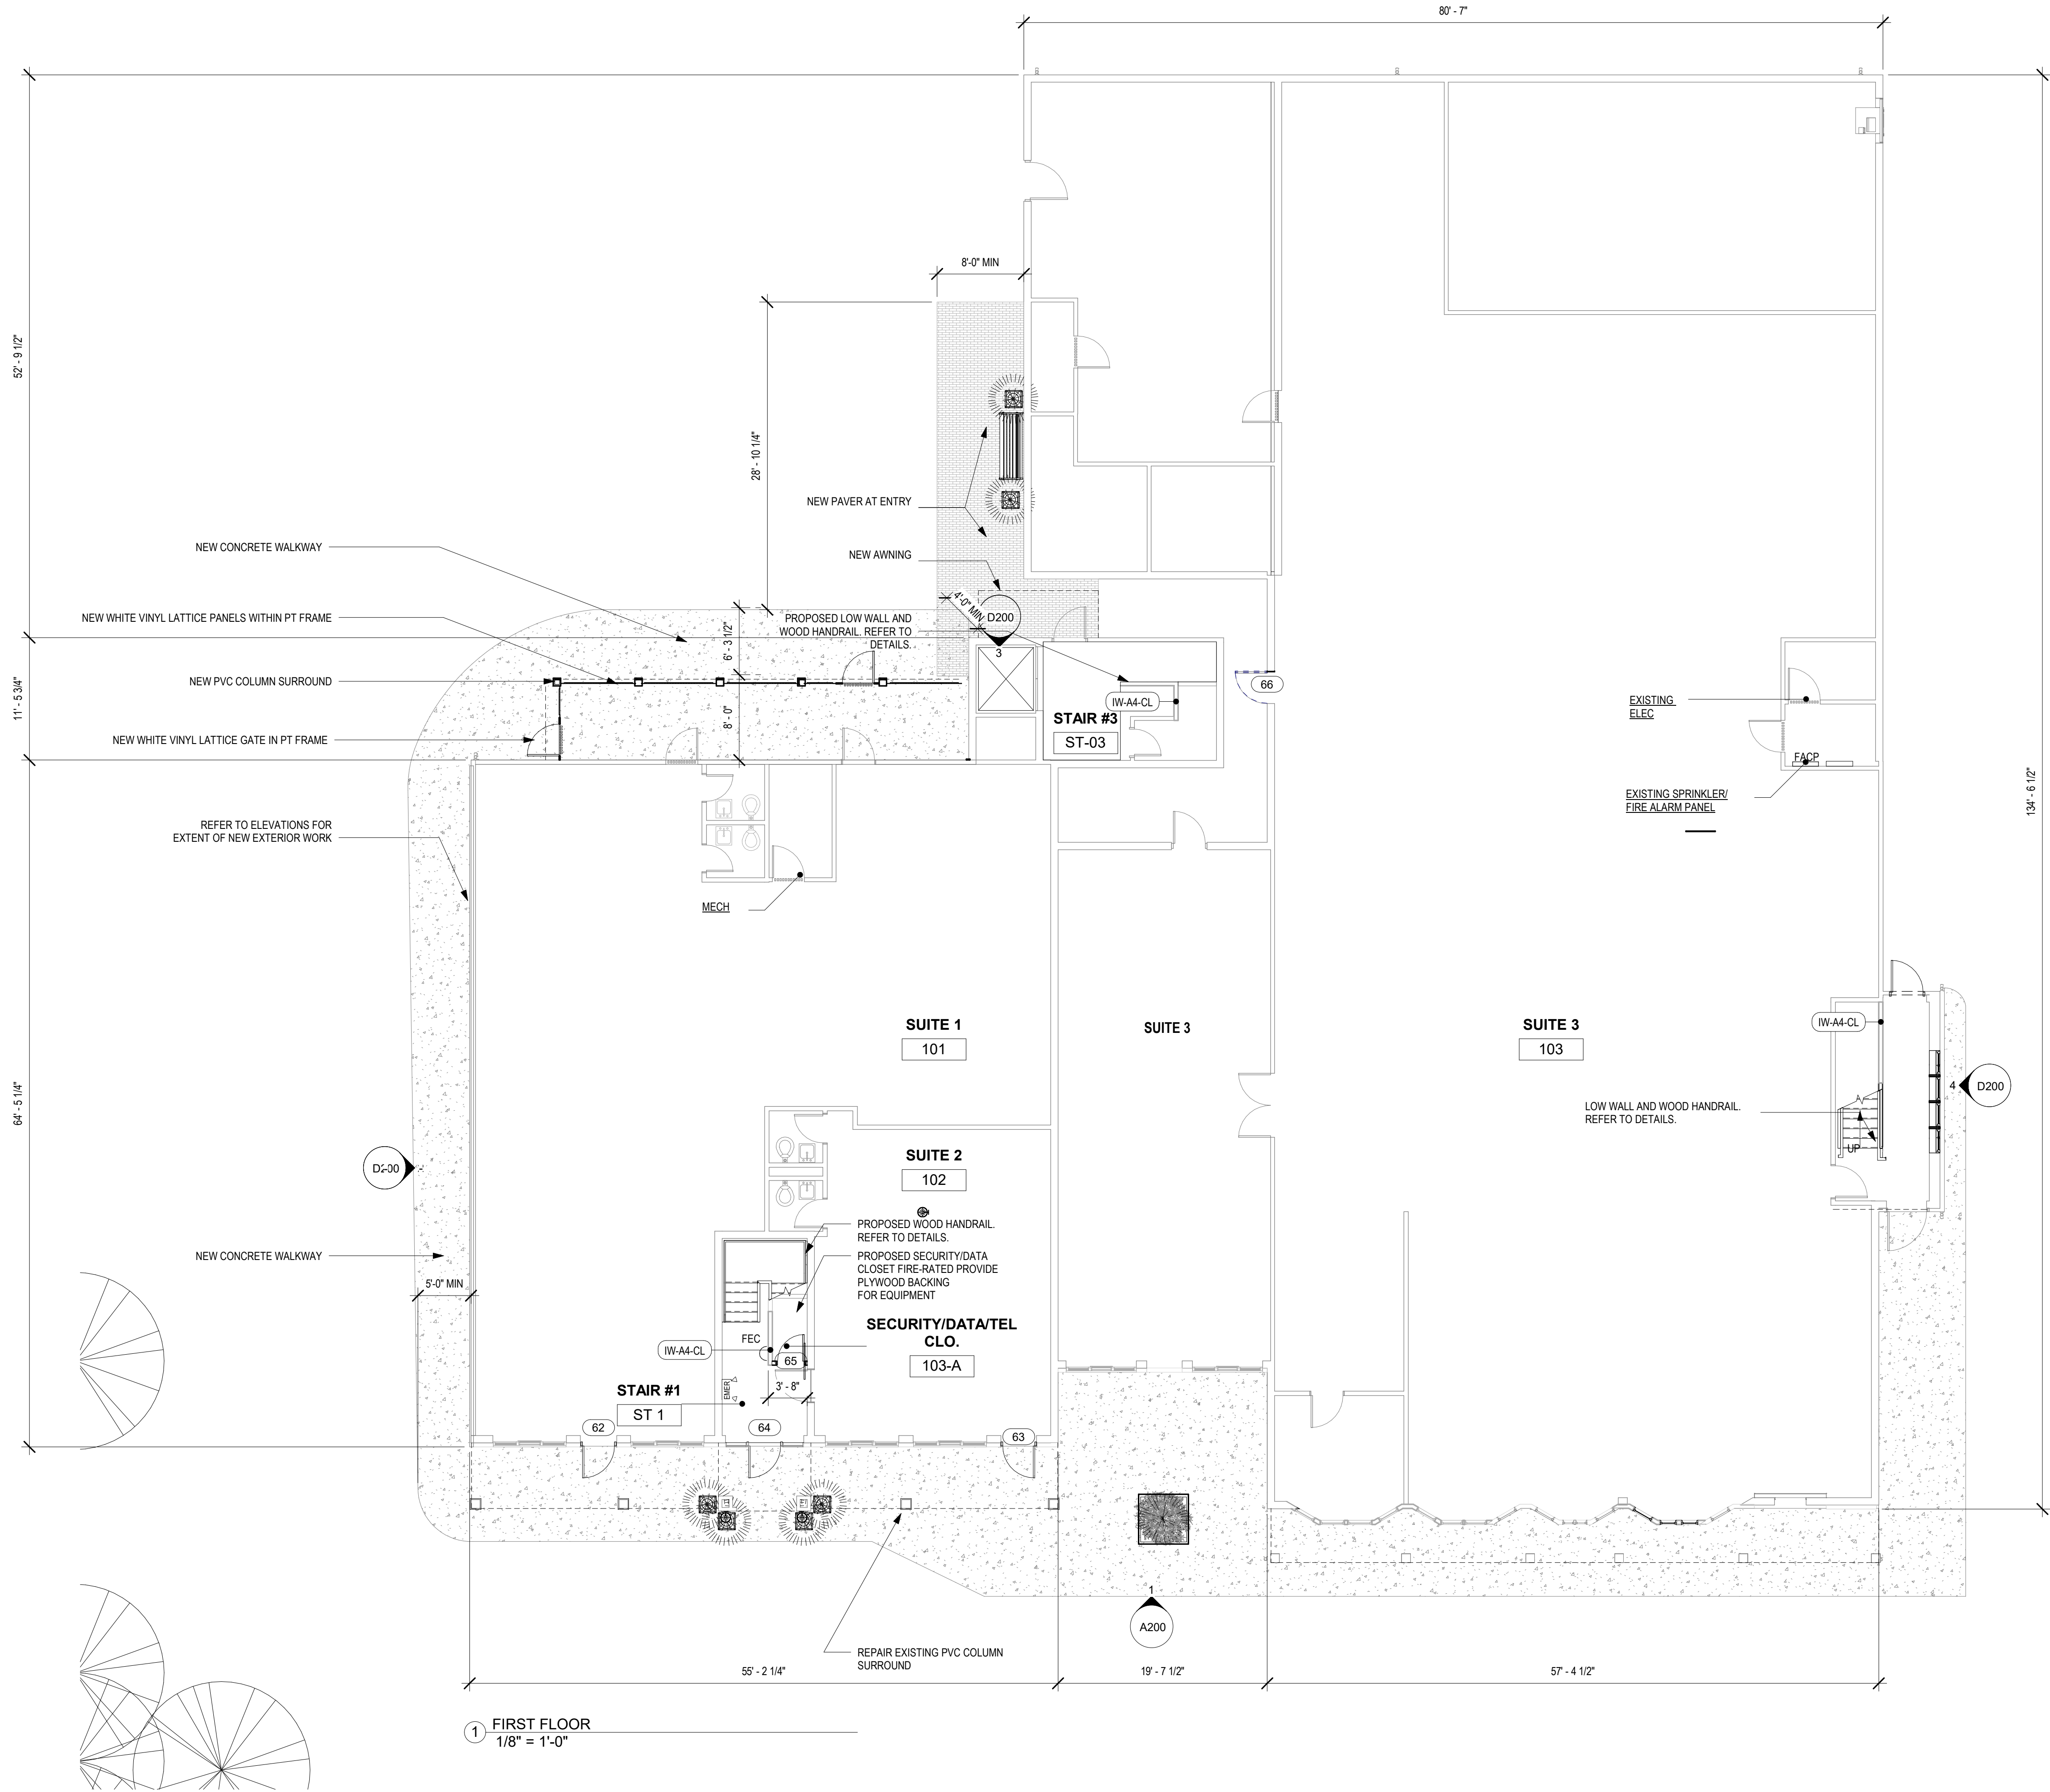 80' - 7"
52' - 9 1/2"
11' - 5 3/4"
64' - 5 1/4"
134' - 6 1/2"
8'-0" MIN
28' - 10 1/4"
NEW PAVER AT ENTRY
NEW AWNING
NEW CONCRETE WALKWAY
NEW WHITE VINYL LATTICE PANELS WITHIN PT FRAME
NEW PVC COLUMN SURROUND
NEW WHITE VINYL LATTICE GATE IN PT FRAME
6' - 3 1/2"
8' - 0"
PROPOSED LOW WALL AND
WOOD HANDRAIL. REFER TO
DETAILS.
4'-0" MIN
D200
3
IW-A4-CL
STAIR #3
ST-03
66
EXISTING
ELEC
FACP
EXISTING SPRINKLER/
FIRE ALARM PANEL
REFER TO ELEVATIONS FOR
EXTENT OF NEW EXTERIOR WORK
MECH
SUITE 1
101
SUITE 3
SUITE 3
103
IW-A4-CL
4
D200
LOW WALL AND WOOD HANDRAIL.
REFER TO DETAILS.
UP
SUITE 2
102
PROPOSED WOOD HANDRAIL.
REFER TO DETAILS.
PROPOSED SECURITY/DATA
CLOSET FIRE-RATED PROVIDE
PLYWOOD BACKING
FOR EQUIPMENT
SECURITY/DATA/TEL
CLO.
103-A
NEW CONCRETE WALKWAY
5'-0" MIN
FEC
IW-A4-CL
65
3' - 8"
EMER
STAIR #1
ST 1
62
64
63
1
A200
REPAIR EXISTING PVC COLUMN
SURROUND
55' - 2 1/4"
19' - 7 1/2"
57' - 4 1/2"
1
FIRST FLOOR
1/8" = 1'-0"